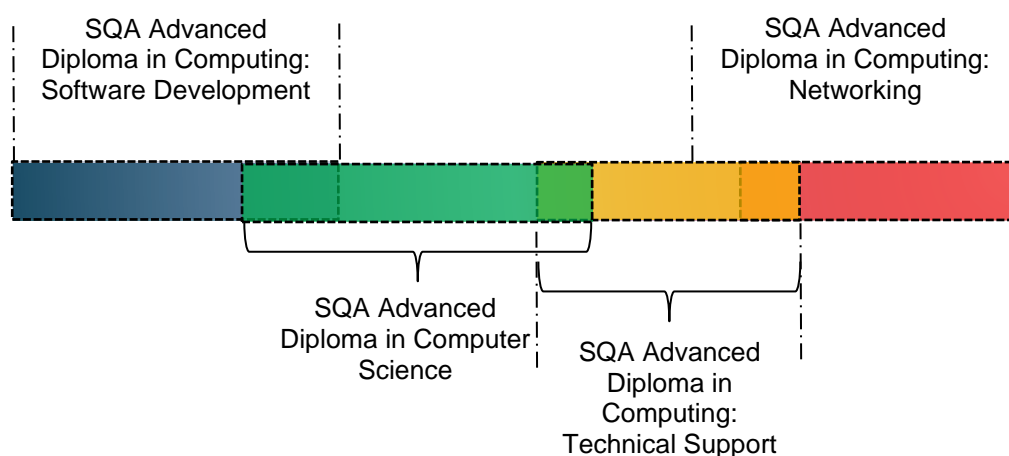 SQA Advanced
Diploma in Computing:
Software Development
SQA Advanced
Diploma in Computing:
Networking
SQA Advanced
Diploma in Computer
Science
SQA Advanced
Diploma in
Computing:
Technical Support